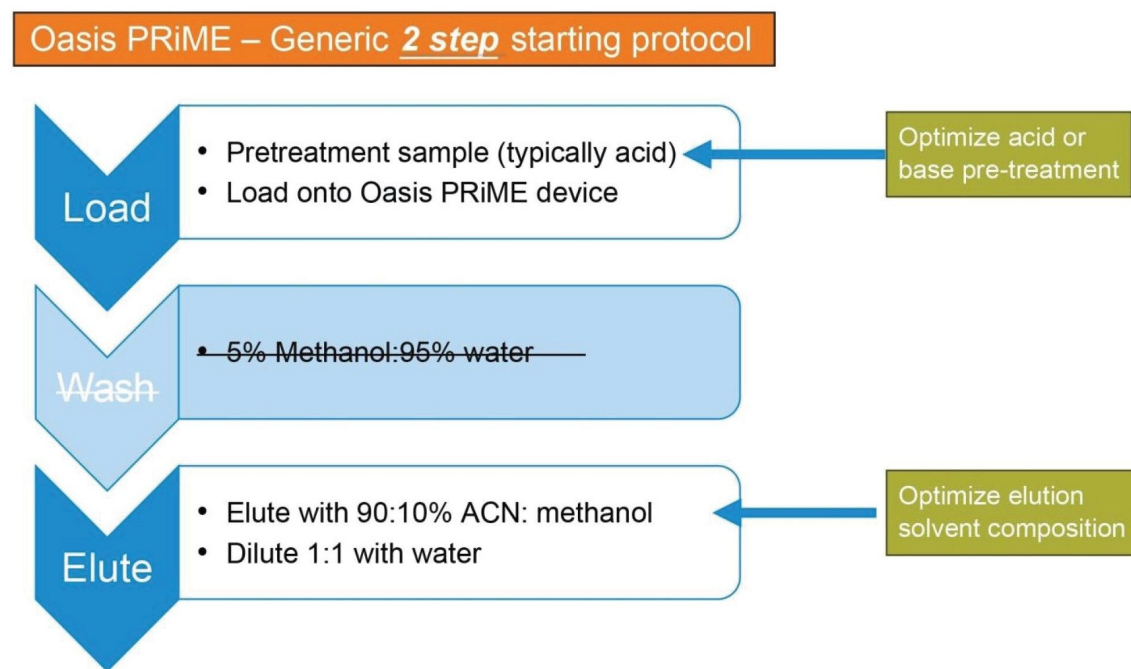 Oasis PRiME – Generic 2 step starting protocol
Load
• Pretreatment sample (typically acid)
• Load onto Oasis PRiME device
Optimize acid or
base pre-treatment
Wash
• 5% Methanol:95% water
Elute
• Elute with 90:10% ACN: methanol
• Dilute 1:1 with water
Optimize elution
solvent composition